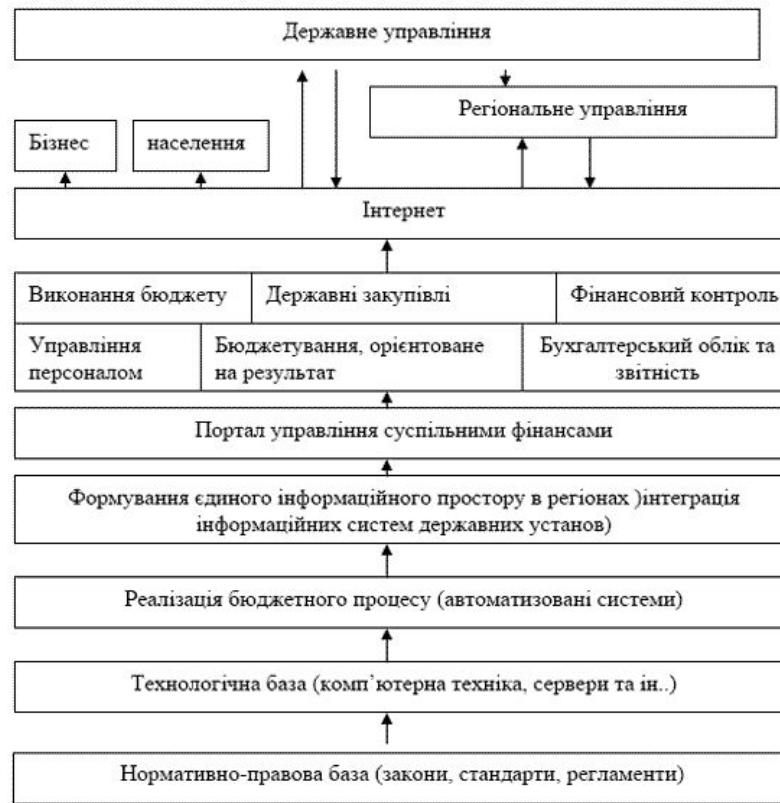 Державне управління
Регіональне управління
Бізнес
населення
Інтернет
Виконання бюджету
Державні закупівлі
Фінансовий контроль
Управління
персоналом
Бюджетування, орієнтоване
на результат
Бухгалтерський облік та
звітність
Портал управління суспільними фінансами
Формування єдиного інформаційного простору в регіонах )інтеграція
інформаційних систем державних установ)
Реалізація бюджетного процесу (автоматизовані системи)
Технологічна база (комп’ютерна техніка, сервери та ін..)
Нормативно-правова база (закони, стандарти, регламенти)